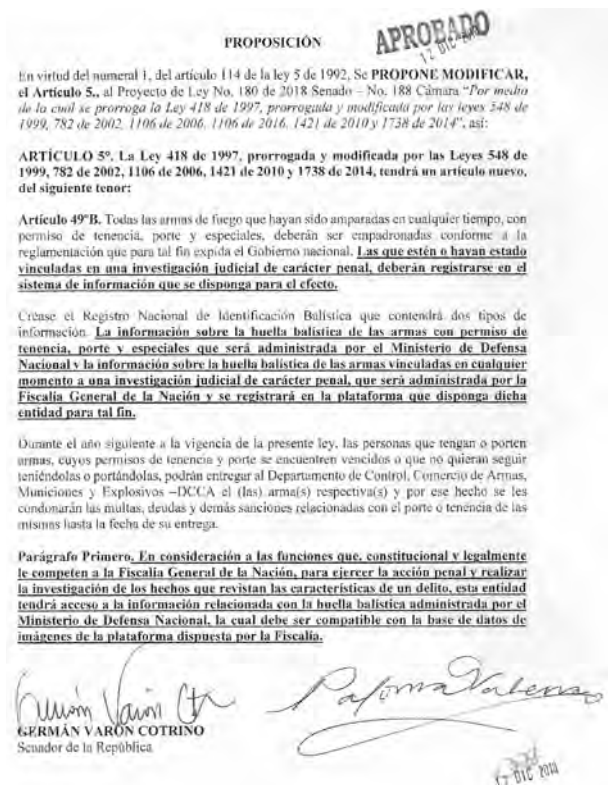 PROPOSICIÓN
APROBADO
12 DIC
En virtud del numeral 1, del artículo 114 de la ley 5 de 1992, Se PROPONE MODIFICAR,
el Artículo 5., al Proyecto de Ley No. 180 de 2018 Senado – No. 188 Cámara “Por medio
de la cual se prorroga la Ley 418 de 1997, prorrogada y modificada por las leyes 548 de
1999, 782 de 2002, 1106 de 2006, 1106 de 2016, 1421 de 2010 y 1738 de 2014”, así:
ARTÍCULO 5°. La Ley 418 de 1997, prorrogada y modificada por las Leyes 548 de
1999, 782 de 2002, 1106 de 2006, 1421 de 2010 y 1738 de 2014, tendrá un artículo nuevo,
del siguiente tenor:
Artículo 49°B. Todas las armas de fuego que hayan sido amparadas en cualquier tiempo, con
permiso de tenencia, porte y especiales, deberán ser empadronadas conforme a la
reglamentación que para tal fin expida el Gobierno nacional. Las que estén o hayan estado
vinculadas en una investigación judicial de carácter penal, deberán registrarse en el
sistema de información que se disponga para el efecto.
Créase el Registro Nacional de Identificación Balística que contendrá dos tipos de
información. La información sobre la huella balística de las armas con permiso de
tenencia, porte y especiales que será administrada por el Ministerio de Defensa
Nacional y la información sobre la huella balística de las armas vinculadas en cualquier
momento a una investigación judicial de carácter penal, que será administrada por la
Fiscalía General de la Nación y se registrará en la plataforma que disponga dicha
entidad para tal fin.
Durante el año siguiente a la vigencia de la presente ley, las personas que tengan o porten
armas, cuyos permisos de tenencia y porte se encuentren vencidos o que no quieran seguir
teniéndolas o portándolas, podrán entregar al Departamento de Control, Comercio de Armas,
Municiones y Explosivos –DCCA el (las) arma(s) respectiva(s) y por ese hecho se les
condonarán las multas, deudas y demás sanciones relacionadas con el porte o tenencia de las
mismas hasta la fecha de su entrega.
Parágrafo Primero. En consideración a las funciones que, constitucional y legalmente
le competen a la Fiscalía General de la Nación, para ejercer la acción penal y realizar
la investigación de los hechos que revistan las características de un delito, esta entidad
tendrá acceso a la información relacionada con la huella balística administrada por el
Ministerio de Defensa Nacional, la cual debe ser compatible con la base de datos de
imágenes de la plataforma dispuesta por la Fiscalía.
Germán Varón Paloma Valencia
GERMÁN VARÓN COTRINO
Senador de la República
12 DIC 2018